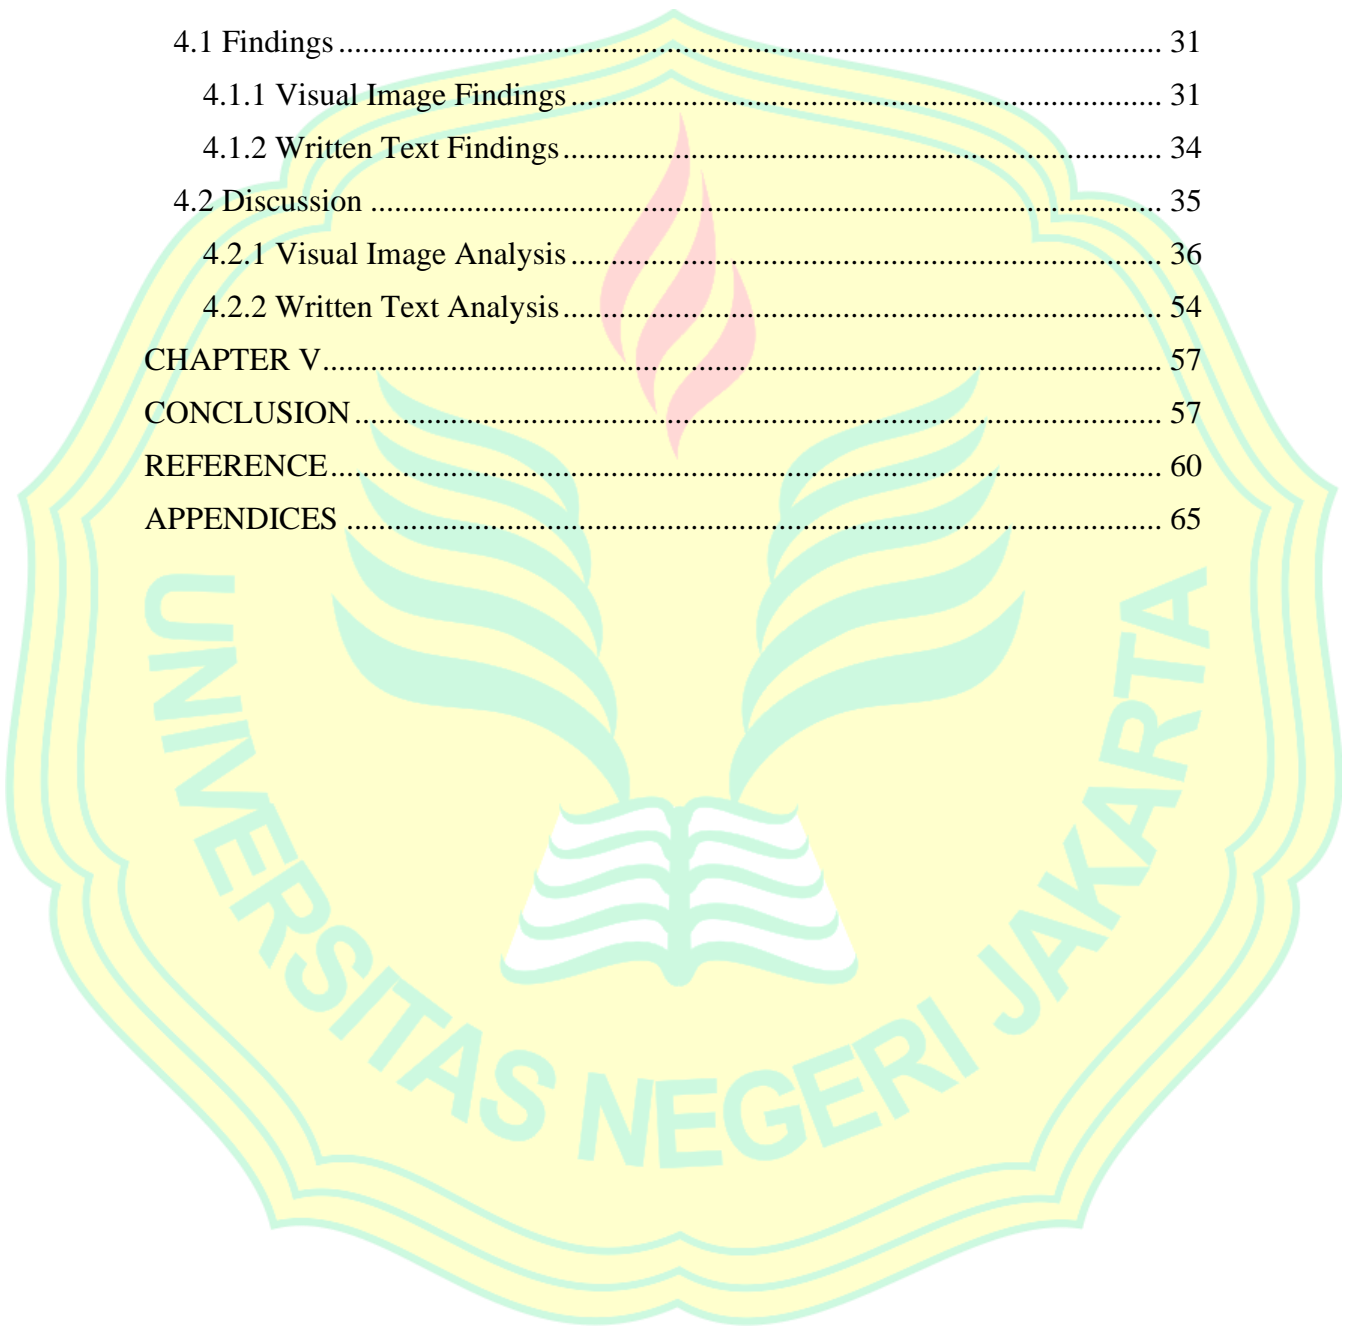 4.1 Findings ........ 31
4.1.1 Visual Image Findings ........ 31
4.1.2 Written Text Findings ........ 34
4.2 Discussion ........ 35
4.2.1 Visual Image Analysis ........ 36
4.2.2 Written Text Analysis ........ 54
CHAPTER V ........ 57
CONCLUSION ........ 57
REFERENCE ........ 60
APPENDICES ........ 65
UNIVERSITAS NEGERI JAKARTA